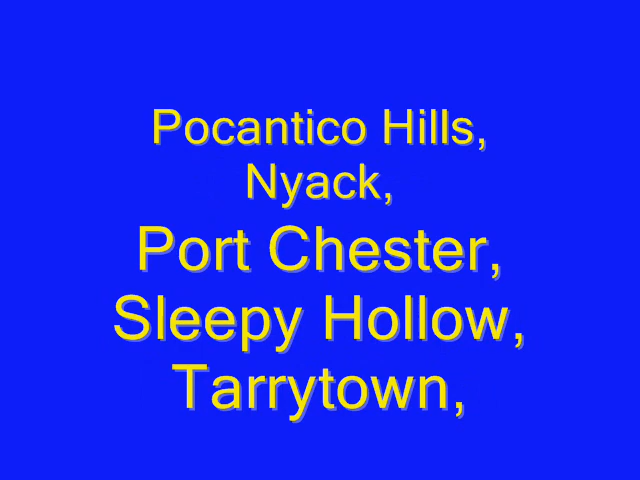 Pocantico Hills,
Nyack,
Port Chester,
Sleepy Hollow,
Tarrytown,